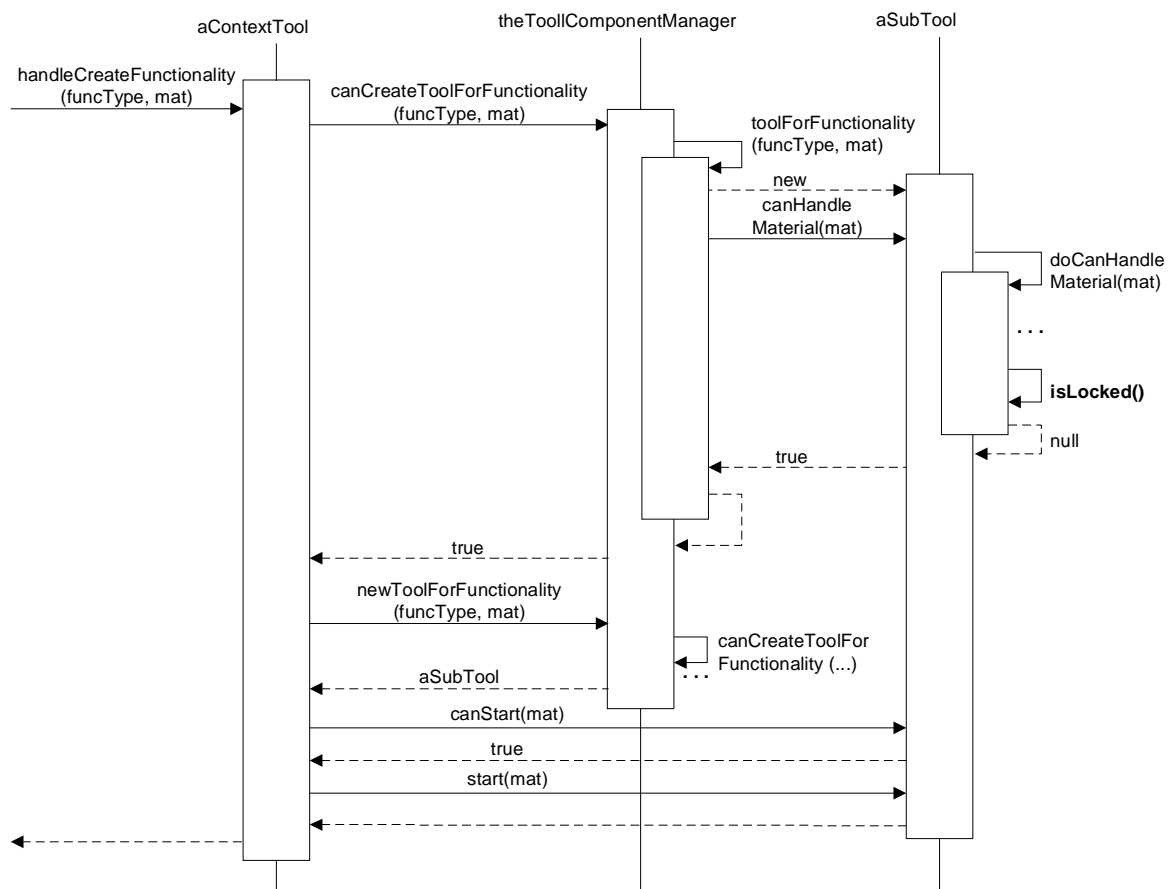 aContextTool
theToollComponentManager
aSubTool
handleCreateFunctionality
(funcType, mat)
canCreateToolForFunctionality
(funcType, mat)
toolForFunctionality
(funcType, mat)
new
canHandle
Material(mat)
doCanHandle
Material(mat)
...
isLocked()
null
true
true
newToolForFunctionality
(funcType, mat)
canCreateToolFor
Functionality (...)
...
aSubTool
canStart(mat)
true
start(mat)